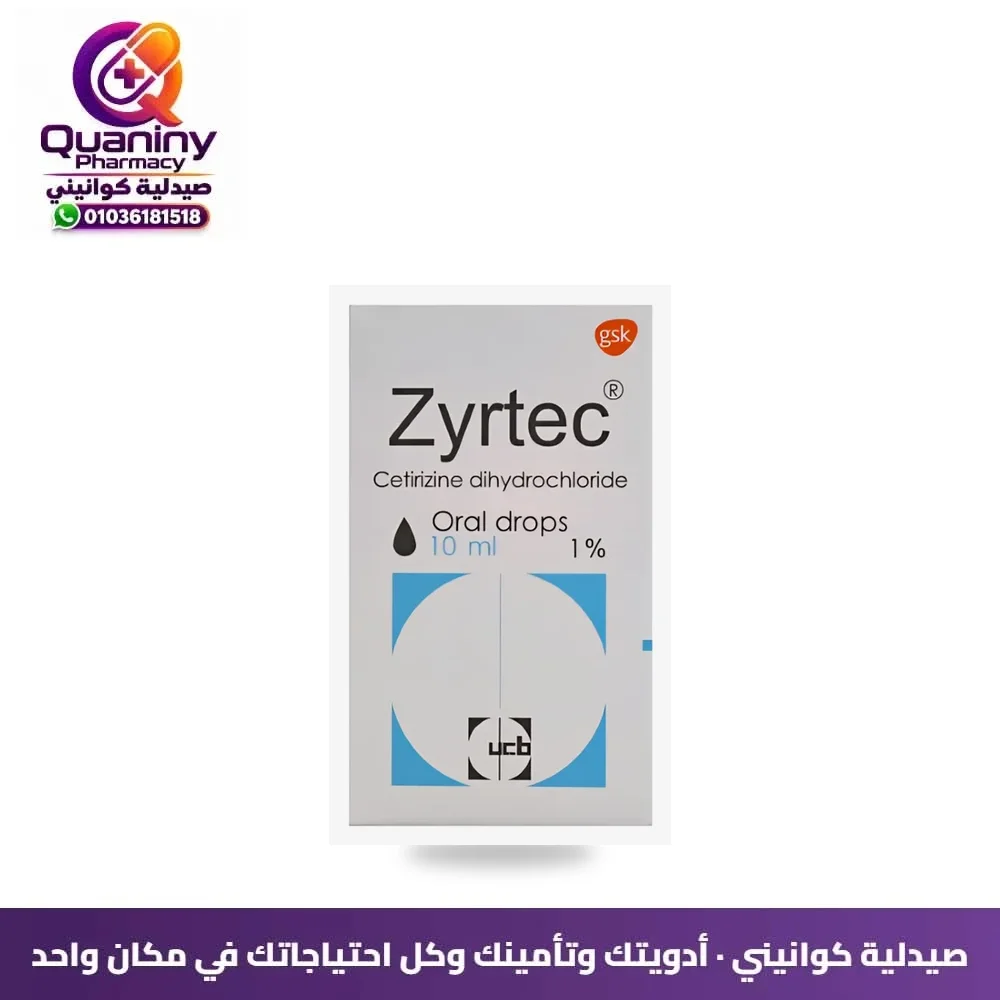 Quaniny
Pharmacy
صيدلية كوانيني
01036181518
gsk
Zyrtec®
Cetirizine dihydrochloride
Oral drops
10 ml 1%
ucb
صيدلية كوانيني · أدويتك وتأمينك وكل احتياجاتك في مكان واحد